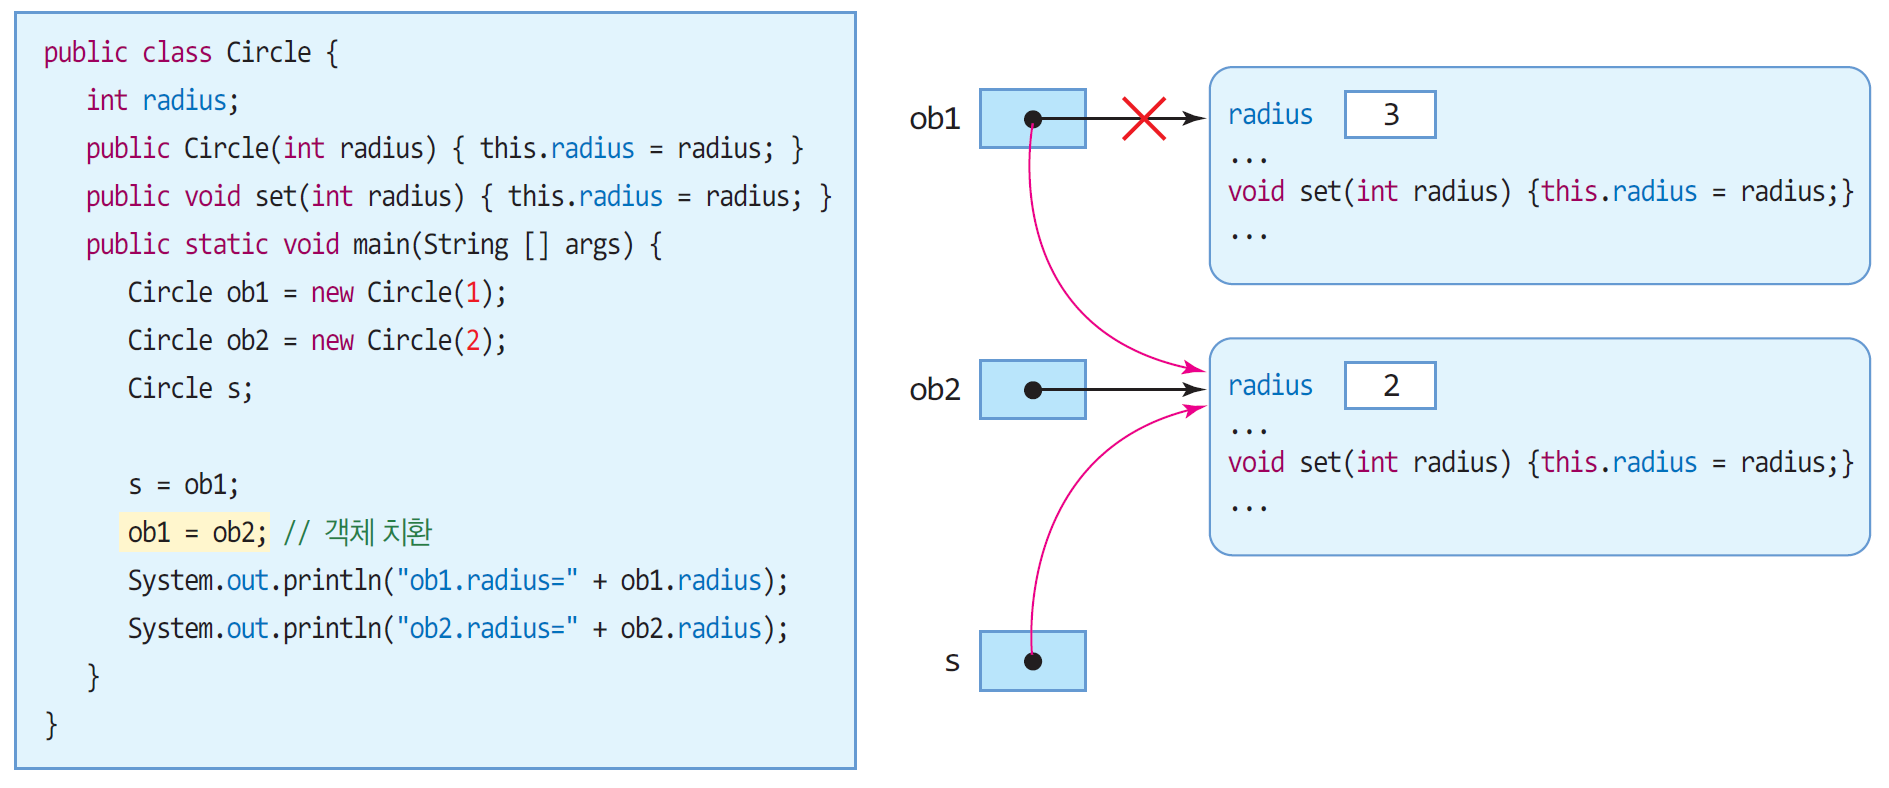 public class Circle {
int radius;
public Circle(int radius) { this.radius = radius; }
public void set(int radius) { this.radius = radius; }
public static void main(String [] args) {
Circle ob1 = new Circle(1);
Circle ob2 = new Circle(2);
Circle s;
s = ob1;
ob1 = ob2; // 객체 치환
System.out.println("ob1.radius=" + ob1.radius);
System.out.println("ob2.radius=" + ob2.radius);
}
}
ob1
radius 3
...
void set(int radius) {this.radius = radius;}
...
ob2
radius 2
...
void set(int radius) {this.radius = radius;}
...
s